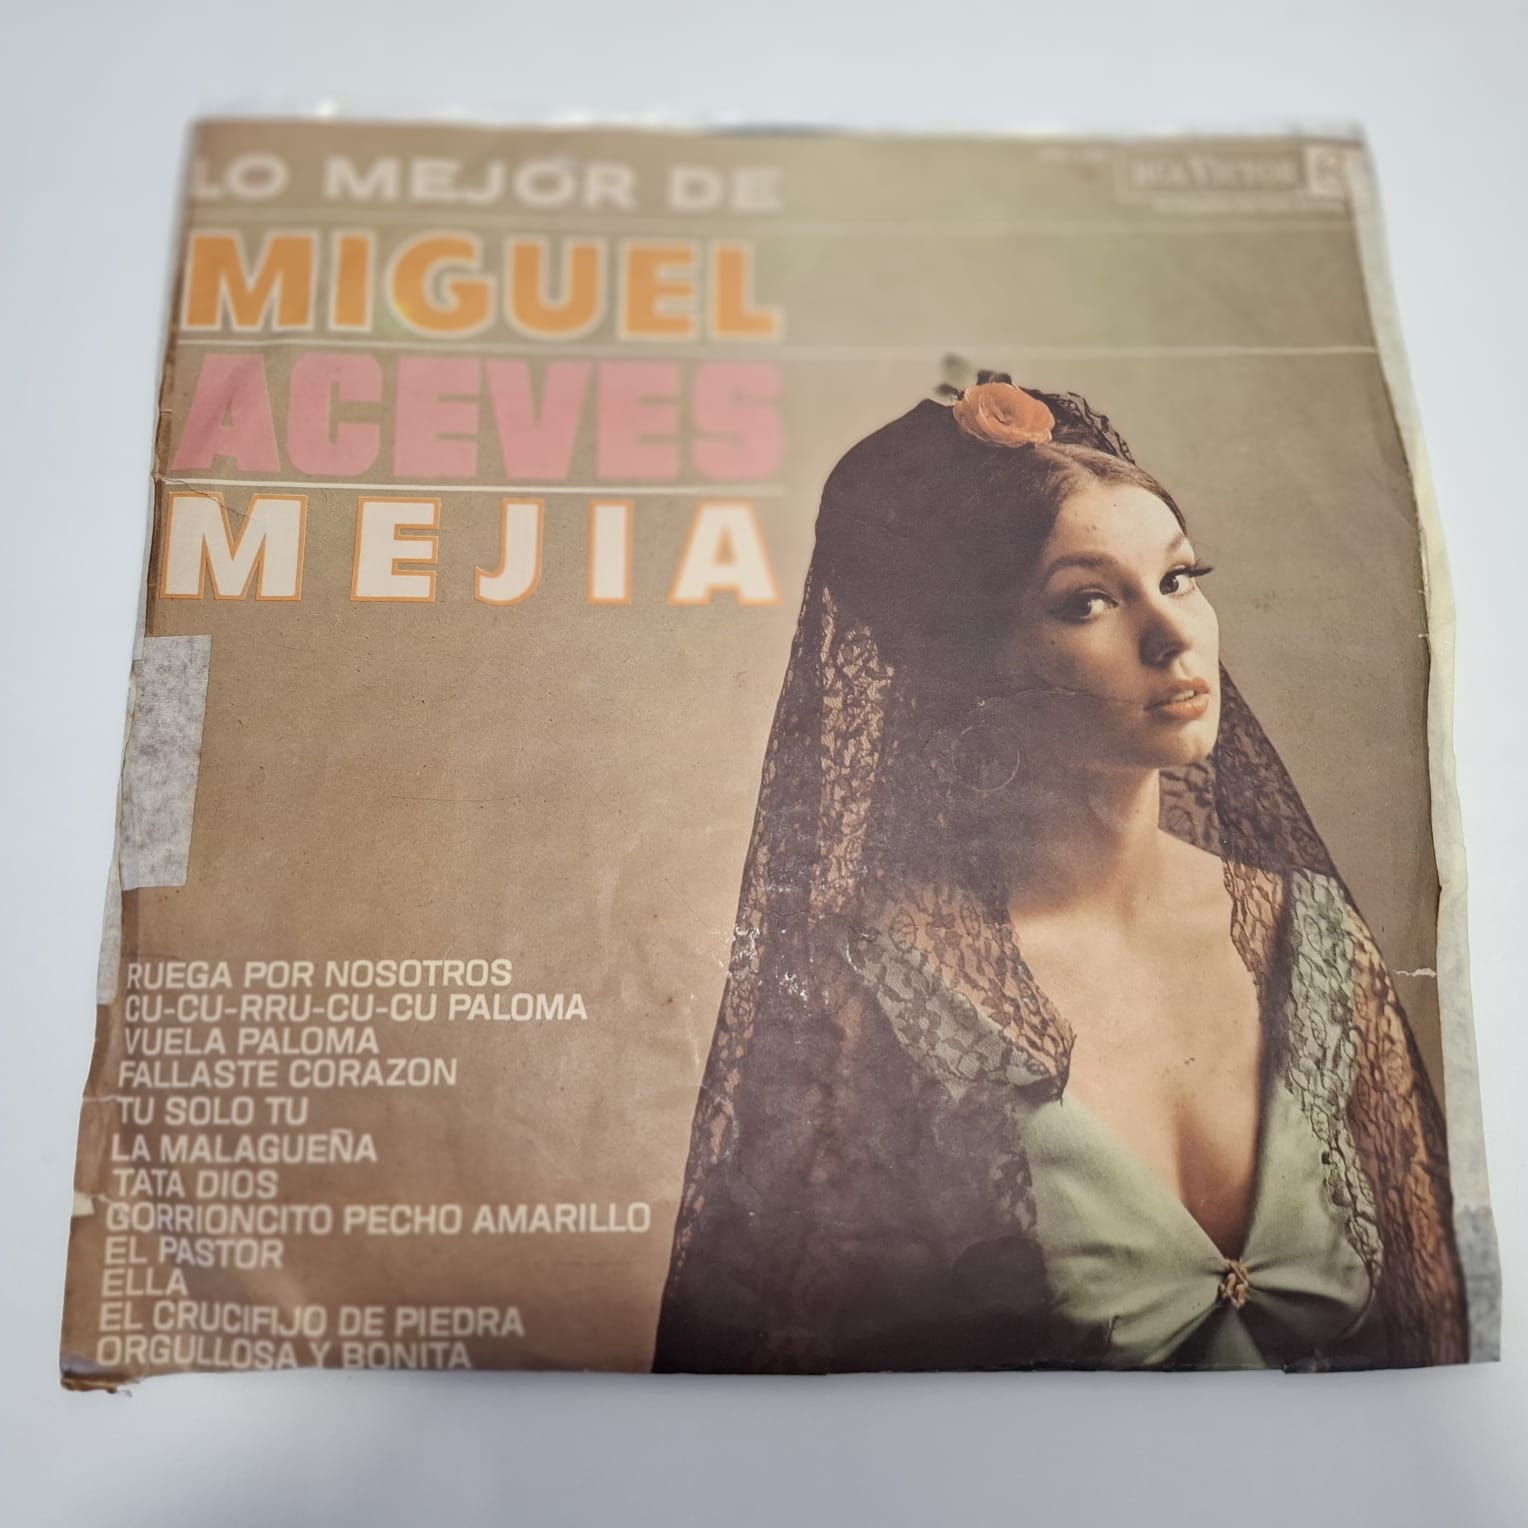 LO MEJOR DE
MIGUEL
ACEVES
MEJIA
RCA VICTOR
RUEGA POR NOSOTROS
CU-CU-RRU-CU-CU PALOMA
VUELA PALOMA
FALLASTE CORAZON
TU SOLO TU
LA MALAGUEÑA
TATA DIOS
GORRIONCITO PECHO AMARILLO
EL PASTOR
ELLA
EL CRUCIFIJO DE PIEDRA
ORGULLOSA Y BONITA